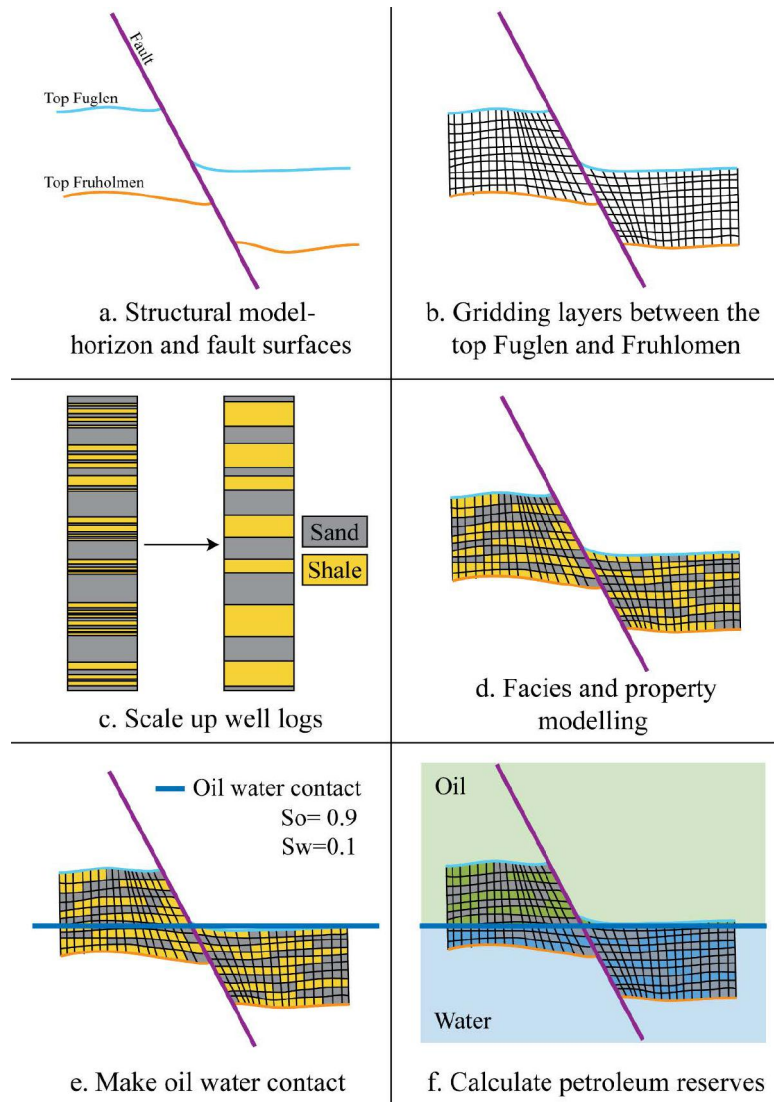 Fault
Top Fuglen
Top Fruholmen
a. Structural model-
horizon and fault surfaces
b. Gridding layers between the
top Fuglen and Fruhlomen
Sand
Shale
c. Scale up well logs
d. Facies and property
modelling
Oil water contact
So= 0.9
Sw=0.1
e. Make oil water contact
Oil
Water
f. Calculate petroleum reserves